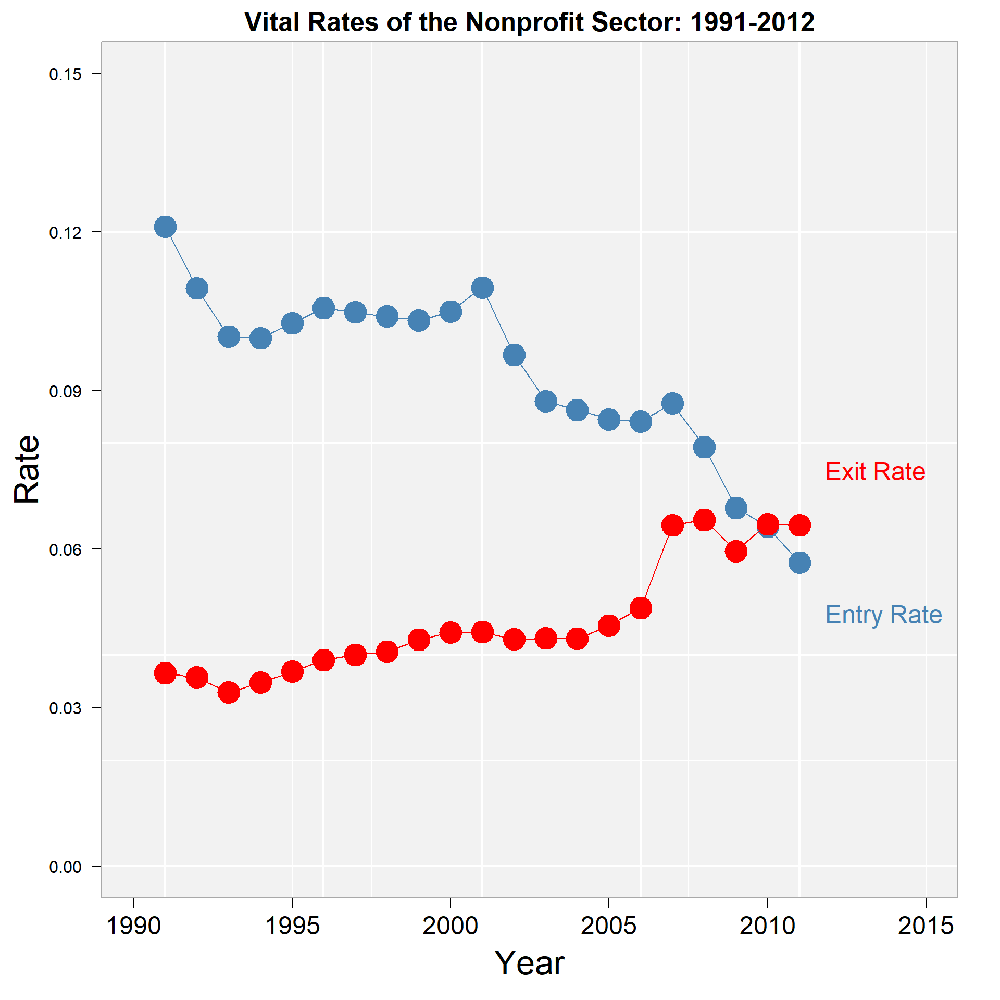 Vital Rates of the Nonprofit Sector: 1991-2012
0.15
0.12
0.09
0.06
0.03
0.00
Rate
Exit Rate
Entry Rate
1990 1995 2000 2005 2010 2015
Year